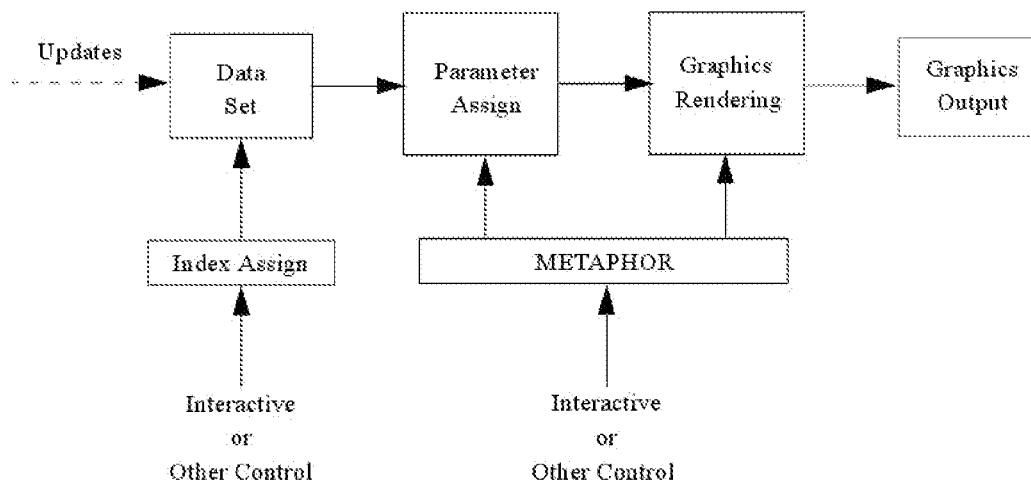 Updates
Data
Set
Parameter
Assign
Graphics
Rendering
Graphics
Output
Index Assign
METAPHOR
Interactive
or
Other Control
Interactive
or
Other Control